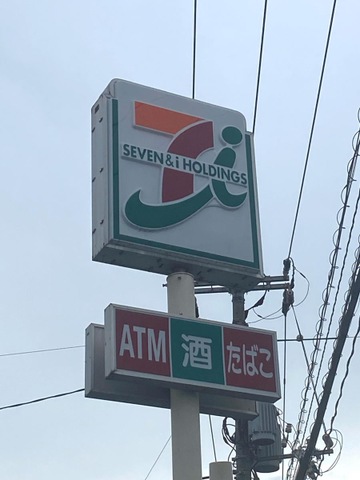 SEVEN & i HOLDINGS
ATM 酒 たばこ